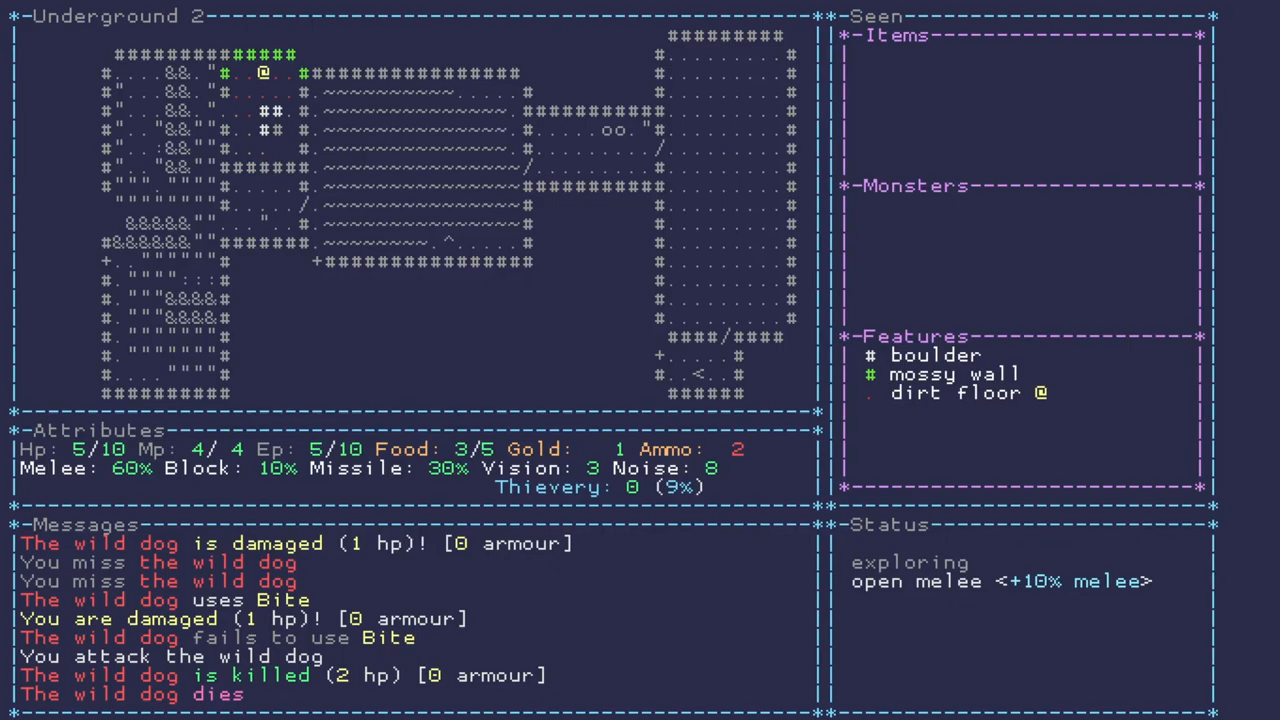 Underground 2
Seen
Items
Monsters
Features
# boulder
# mossy wall
. dirt floor @
Attributes
Hp: 5/10 Mp: 4/ 4 Ep: 5/10 Food: 3/5 Gold: 1 Ammo: 2
Melee: 60% Block: 10% Missile: 30% Vision: 3 Noise: 8
Thievery: 0 (9%)
Messages
The wild dog is damaged (1 hp)! [0 armour]
You miss the wild dog
You miss the wild dog
The wild dog uses Bite
You are damaged (1 hp)! [0 armour]
The wild dog fails to use Bite
You attack the wild dog
The wild dog is killed (2 hp) [0 armour]
The wild dog dies
Status
exploring
open melee <+10% melee>